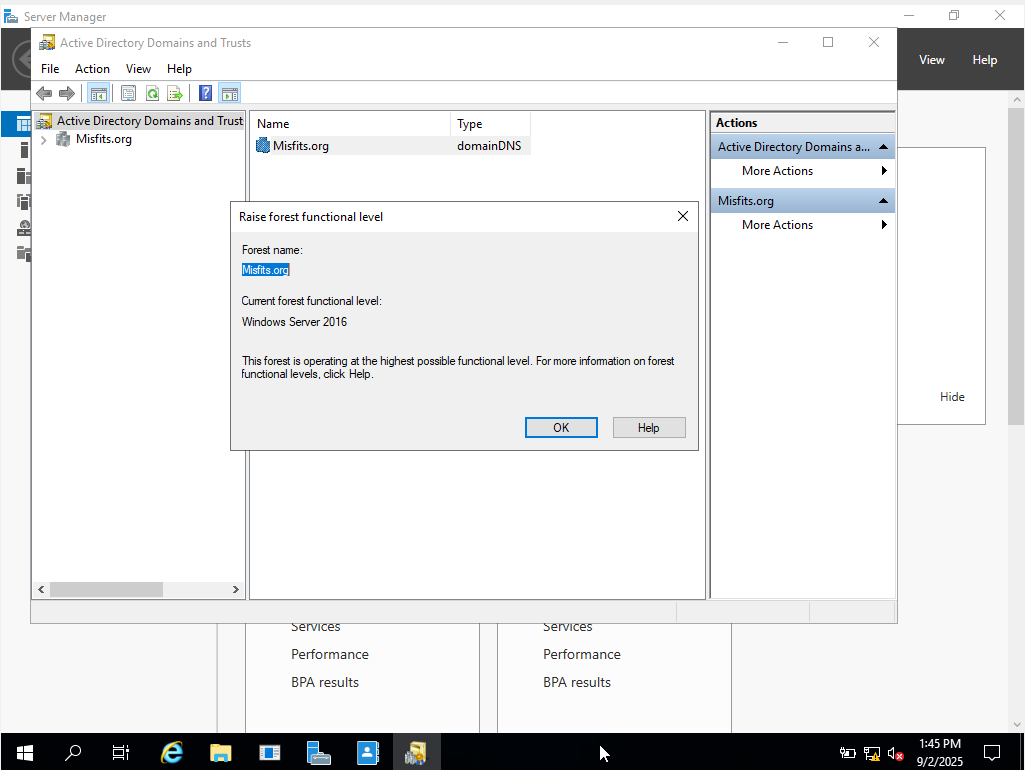 Server Manager
View
Help
Active Directory Domains and Trusts
File Action View Help
Active Directory Domains and Trust
Misfits.org
Name Type
Misfits.org domainDNS
Actions
Active Directory Domains a...
More Actions
Misfits.org
More Actions
Raise forest functional level
Forest name:
Misfits.org
Current forest functional level:
Windows Server 2016
This forest is operating at the highest possible functional level. For more information on forest
functional levels, click Help.
OK Help
Hide
Services
Performance
BPA results
Services
Performance
BPA results
1:45 PM
9/2/2025